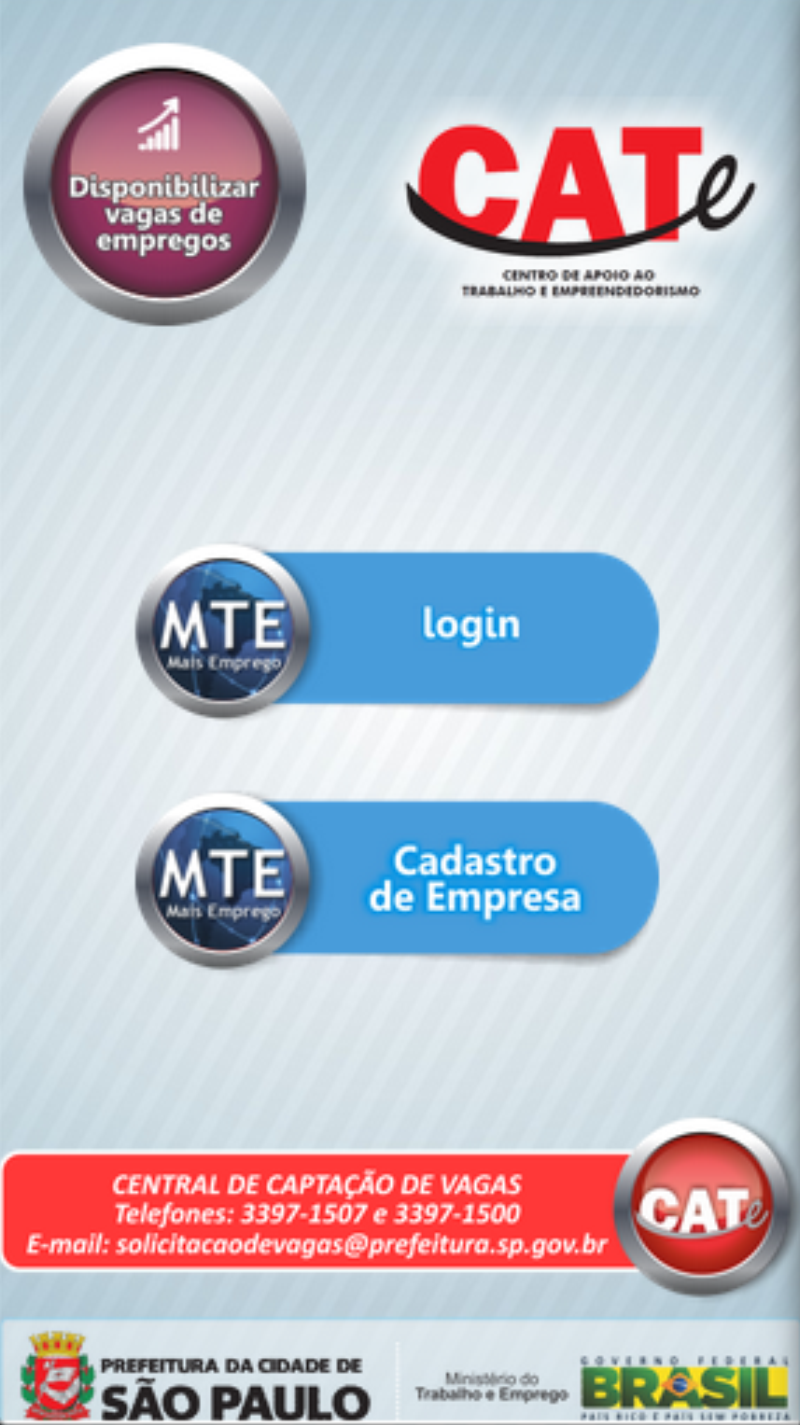 Disponibilizar
vagas de
empregos
CATe
CENTRO DE APOIO AO
TRABALHO E EMPREENDEDORISMO
MTE
Mais Emprego
login
MTE
Mais Emprego
Cadastro
de Empresa
CENTRAL DE CAPTAÇÃO DE VAGAS
Telefones: 3397-1507 e 3397-1500
E-mail: solicitacaodevagas@prefeitura.sp.gov.br
CATe
PREFEITURA DA CIDADE DE
SÃO PAULO
Ministério do
Trabalho e Emprego
GOVERNO FEDERAL
BRASIL
PAÍS RICO É PAÍS SEM POBREZA